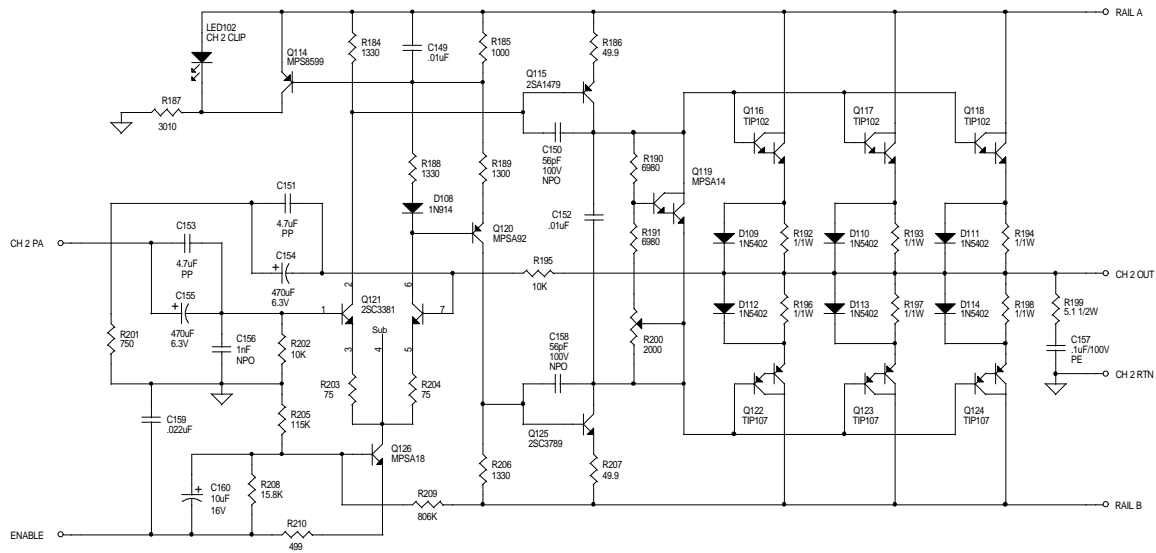 RAIL A
LED102
CH 2 CLIP
Q114
MPS8599
R184
1330
C149
.01uF
R185
1000
R186
49.9
Q115
2SA1479
R187
3010
Q116
TIP102
Q117
TIP102
Q118
TIP102
C150
56pF
100V
NPO
R188
1330
R189
1300
R190
6980
Q119
MPSA14
C151
4.7uF
PP
D108
1N914
C152
.01uF
R191
6980
Q120
MPSA92
D109
1N5402
R192
1/1W
D110
1N5402
R193
1/1W
D111
1N5402
R194
1/1W
CH 2 PA
C153
4.7uF
PP
C154
470uF
6.3V
R195
10K
CH 2 OUT
C155
470uF
6.3V
2
6
1
Q121
2SC3381
7
Sub
3
4
5
D112
1N5402
R196
1/1W
D113
1N5402
R197
1/1W
D114
1N5402
R198
1/1W
R199
5.1 1/2W
R201
750
C156
1nF
NPO
R202
10K
C158
56pF
100V
NPO
R200
2000
C157
.1uF/100V
PE
CH 2 RTN
R203
75
R204
75
Q122
TIP107
Q123
TIP107
Q124
TIP107
C159
.022uF
R205
115K
Q125
2SC3789
Q126
MPSA18
R206
1330
R207
49.9
C160
10uF
16V
R208
15.8K
R209
806K
RAIL B
ENABLE
R210
499